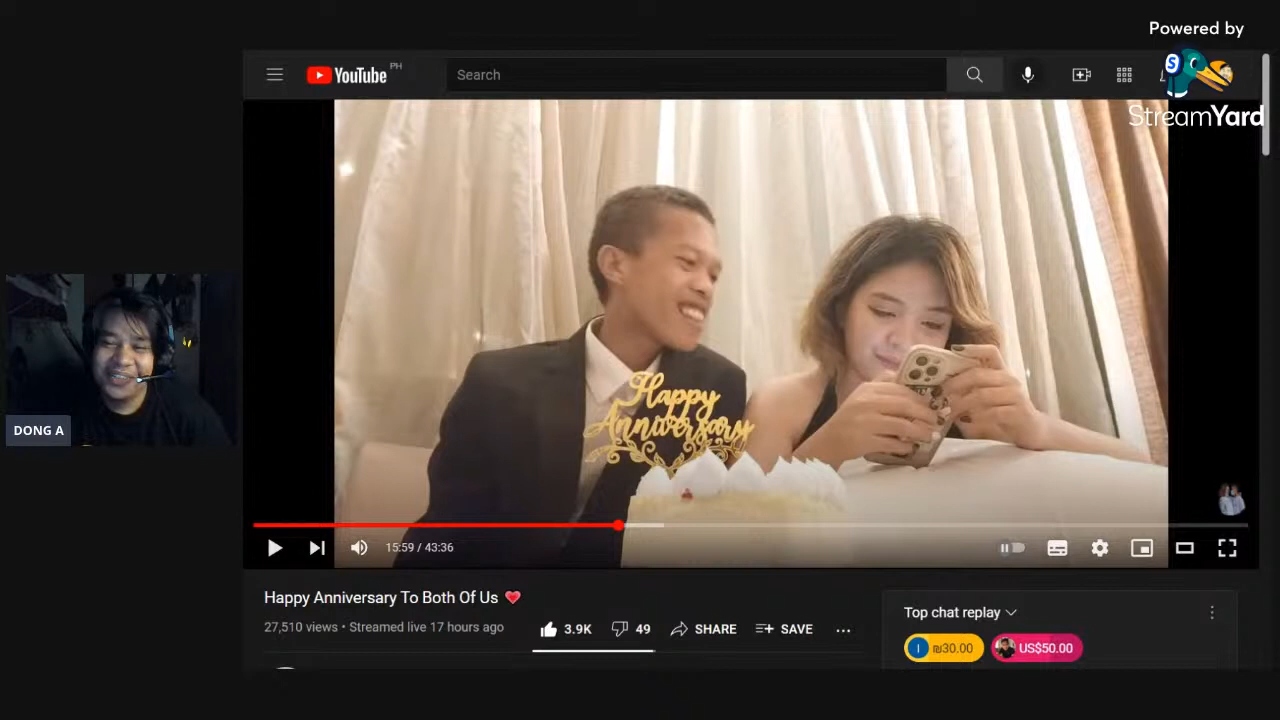 Powered by
StreamYard
YouTube PH
Search
DONG A
Happy
Anniversary
15:59 / 43:36
Happy Anniversary To Both Of Us
27,510 views • Streamed live 17 hours ago
3.9K
49
SHARE
SAVE
Top chat replay
₪30.00
US$50.00